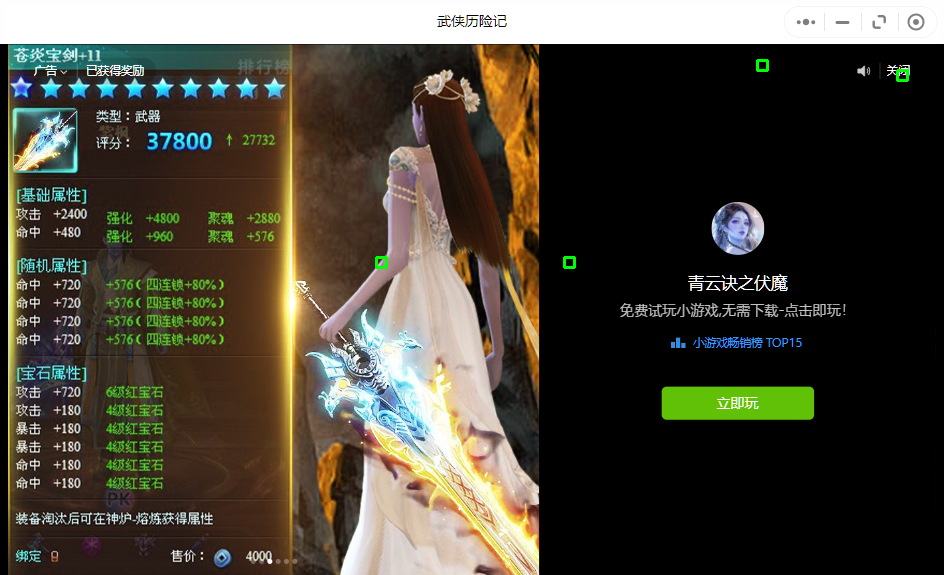 武侠历险记
苍炎宝剑+11
广告
已获得奖励
排行榜
关闭
类型：武器
评分： 37800 ↑ 27732
[基础属性]
攻击 +2400 强化 +4800 聚魂 +2880
命中 +480 强化 +960 聚魂 +576
[随机属性]
命中 +720 +576(四连锁+80%)
命中 +720 +576(四连锁+80%)
命中 +720 +576(四连锁+80%)
命中 +720 +576(四连锁+80%)
[宝石属性]
攻击 +720 6级红宝石
攻击 +180 4级红宝石
暴击 +180 4级红宝石
暴击 +180 4级红宝石
命中 +180 4级红宝石
命中 +180 4级红宝石
PK
装备淘汰后可在神炉-熔炼获得属性
绑定 售价： 4000
青云诀之伏魔
免费试玩小游戏,无需下载-点击即玩!
小游戏畅销榜 TOP15
立即玩